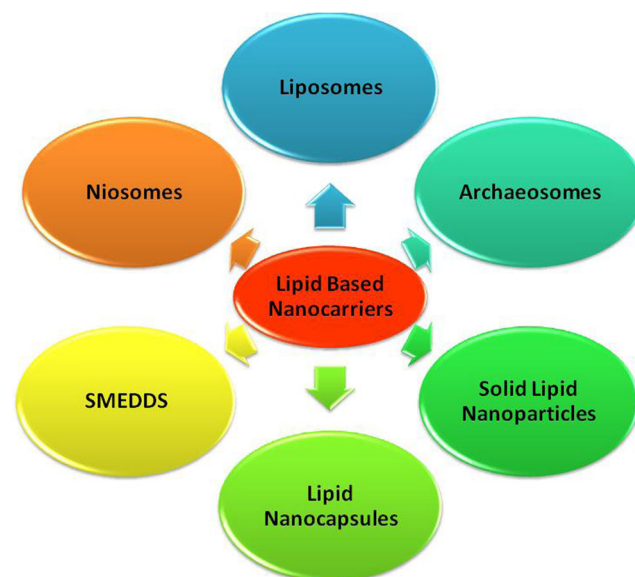 Liposomes
Archaeosomes
Solid Lipid
Nanoparticles
Lipid
Nanocapsules
SMEDDS
Niosomes
Lipid Based
Nanocarriers